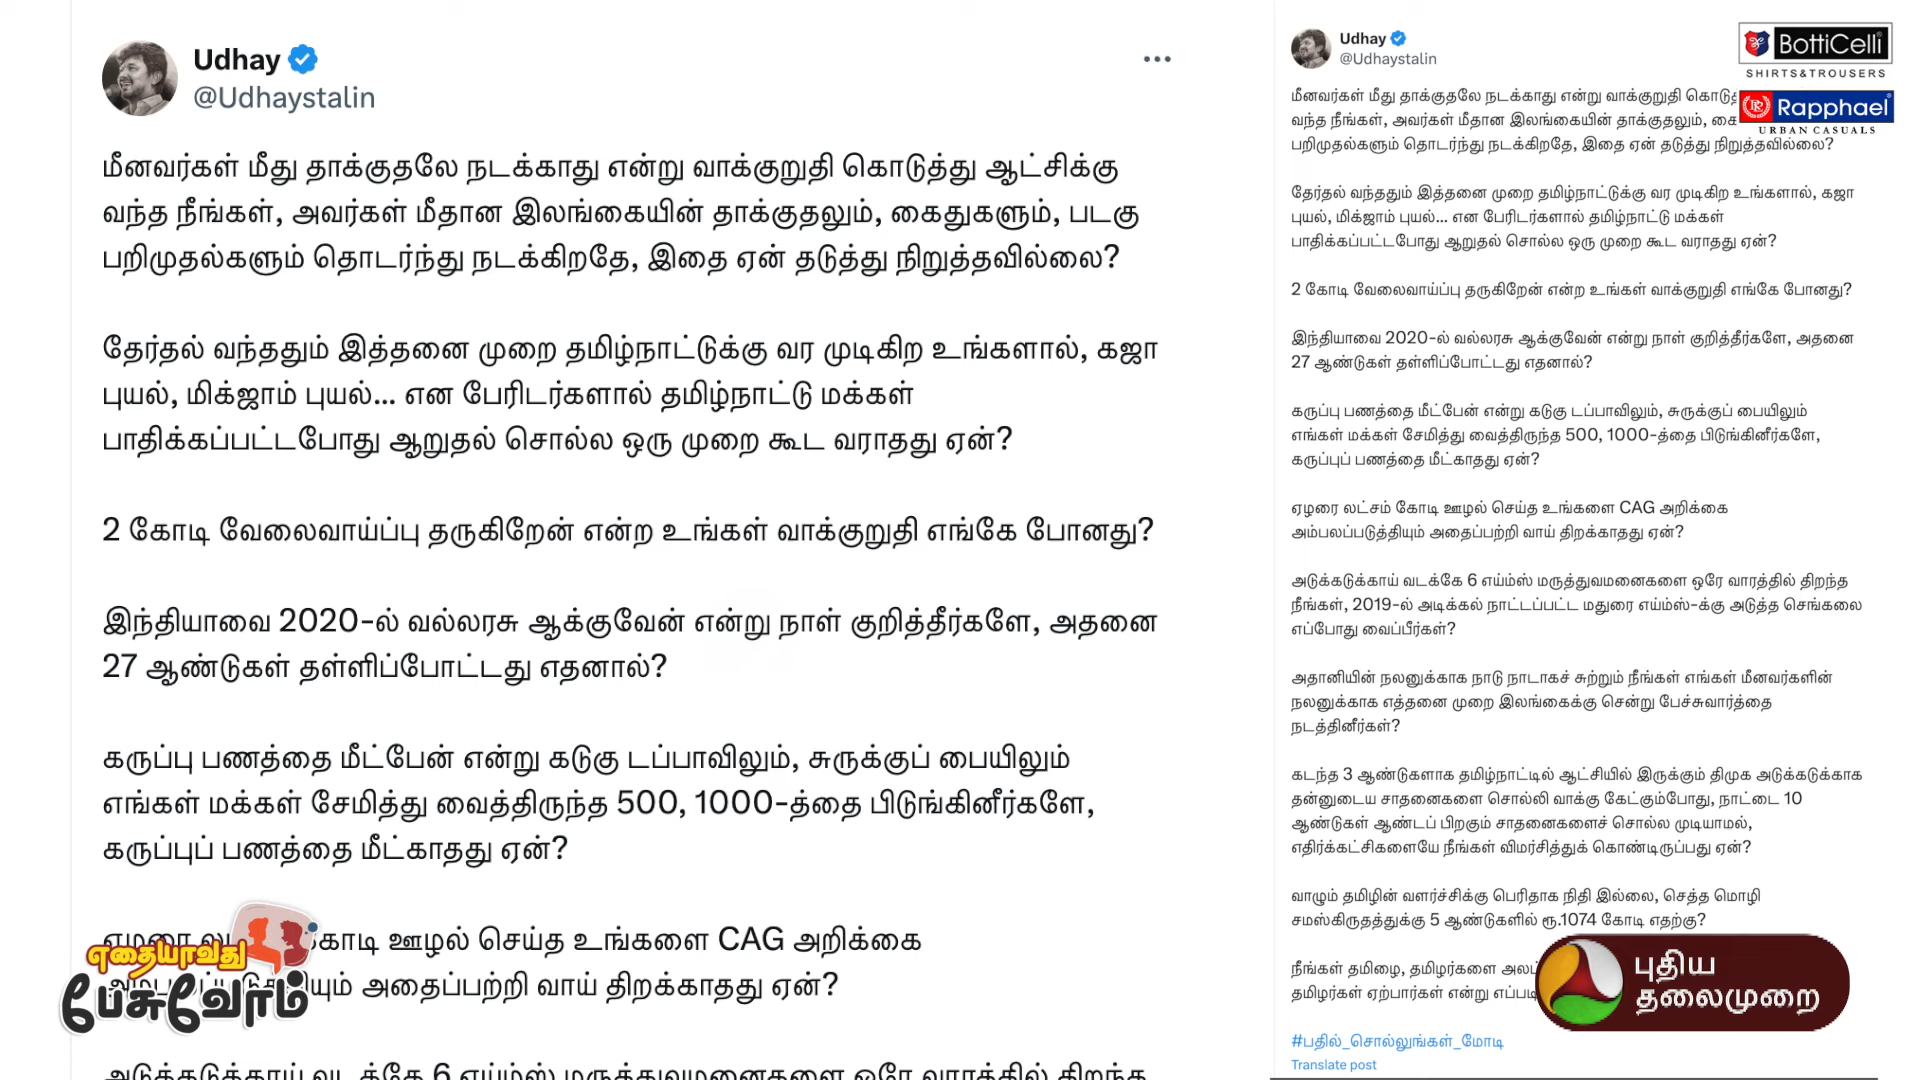 Udhay
@Udhaystalin
மீனவர்கள் மீது தாக்குதலே நடக்காது என்று வாக்குறுதி கொடுத்து ஆட்சிக்கு
வந்த நீங்கள், அவர்கள் மீதான இலங்கையின் தாக்குதலும், கைதுகளும், படகு
பறிமுதல்களும் தொடர்ந்து நடக்கிறதே, இதை ஏன் தடுத்து நிறுத்தவில்லை?
தேர்தல் வந்ததும் இத்தனை முறை தமிழ்நாட்டுக்கு வர முடிகிற உங்களால், கஜா
புயல், மிக்ஜாம் புயல்... என பேரிடர்களால் தமிழ்நாட்டு மக்கள்
பாதிக்கப்பட்டபோது ஆறுதல் சொல்ல ஒரு முறை கூட வராதது ஏன்?
2 கோடி வேலைவாய்ப்பு தருகிறேன் என்ற உங்கள் வாக்குறுதி எங்கே போனது?
இந்தியாவை 2020-ல் வல்லரசு ஆக்குவேன் என்று நாள் குறித்தீர்களே, அதனை
27 ஆண்டுகள் தள்ளிப்போட்டது எதனால்?
கருப்பு பணத்தை மீட்பேன் என்று கடுகு டப்பாவிலும், சுருக்குப் பையிலும்
எங்கள் மக்கள் சேமித்து வைத்திருந்த 500, 1000-த்தை பிடுங்கினீர்களே,
கருப்புப் பணத்தை மீட்காதது ஏன்?
ஏழரை கோடி ஊழல் செய்த உங்களை CAG அறிக்கை
அதைப்பற்றி வாய் திறக்காதது ஏன்?
அடுக்கடுக்காய் வடக்கே 6 எய்ம்ஸ் மருத்துவமனைகளை ஒரே வாரத்தில் திறந்த
எதையாவது
பேசுவோம்
Udhay
@Udhaystalin
மீனவர்கள் மீது தாக்குதலே நடக்காது என்று வாக்குறுதி
வந்த நீங்கள், அவர்கள் மீதான இலங்கையின் தாக்குதலும்,
பறிமுதல்களும் தொடர்ந்து நடக்கிறதே, இதை ஏன் தடுத்து நிறுத்தவில்லை?
தேர்தல் வந்ததும் இத்தனை முறை தமிழ்நாட்டுக்கு வர முடிகிற உங்களால், கஜா
புயல், மிக்ஜாம் புயல்... என பேரிடர்களால் தமிழ்நாட்டு மக்கள்
பாதிக்கப்பட்டபோது ஆறுதல் சொல்ல ஒரு முறை கூட வராதது ஏன்?
2 கோடி வேலைவாய்ப்பு தருகிறேன் என்ற உங்கள் வாக்குறுதி எங்கே போனது?
இந்தியாவை 2020-ல் வல்லரசு ஆக்குவேன் என்று நாள் குறித்தீர்களே, அதனை
27 ஆண்டுகள் தள்ளிப்போட்டது எதனால்?
கருப்பு பணத்தை மீட்பேன் என்று கடுகு டப்பாவிலும், சுருக்குப் பையிலும்
எங்கள் மக்கள் சேமித்து வைத்திருந்த 500, 1000-த்தை பிடுங்கினீர்களே,
கருப்புப் பணத்தை மீட்காதது ஏன்?
ஏழரை லட்சம் கோடி ஊழல் செய்த உங்களை CAG அறிக்கை
அம்பலப்படுத்தியும் அதைப்பற்றி வாய் திறக்காதது ஏன்?
அடுக்கடுக்காய் வடக்கே 6 எய்ம்ஸ் மருத்துவமனைகளை ஒரே வாரத்தில் திறந்த
நீங்கள், 2019-ல் அடிக்கல் நாட்டப்பட்ட மதுரை எய்ம்ஸ்-க்கு அடுத்த செங்கலை
எப்போது வைப்பீர்கள்?
அதானியின் நலனுக்காக நாடு நாடாகச் சுற்றும் நீங்கள் எங்கள் மீனவர்களின்
நலனுக்காக எத்தனை முறை இலங்கைக்கு சென்று பேச்சுவார்த்தை
நடத்தினீர்கள்?
கடந்த 3 ஆண்டுகளாக தமிழ்நாட்டில் ஆட்சியில் இருக்கும் திமுக அடுக்கடுக்காக
தன்னுடைய சாதனைகளை சொல்லி வாக்கு கேட்கும்போது, நாட்டை 10
ஆண்டுகள் ஆண்டப் பிறகும் சாதனைகளைச் சொல்ல முடியாமல்,
எதிர்க்கட்சிகளையே நீங்கள் விமர்சித்துக் கொண்டிருப்பது ஏன்?
வாழும் தமிழின் வளர்ச்சிக்கு பெரிதாக நிதி இல்லை, செத்த மொழி
சமஸ்கிருதத்துக்கு 5 ஆண்டுகளில் ரூ.1074 கோடி எதற்கு?
நீங்கள் தமிழை, தமிழர்களை
தமிழர்கள் ஏற்பார்கள் என்று
#பதில்_சொல்லுங்கள்_மோடி
Translate post
BottiCelli
SHIRTS&TROUSERS
Rapphael
URBAN CASUALS
புதிய
தலைமுறை